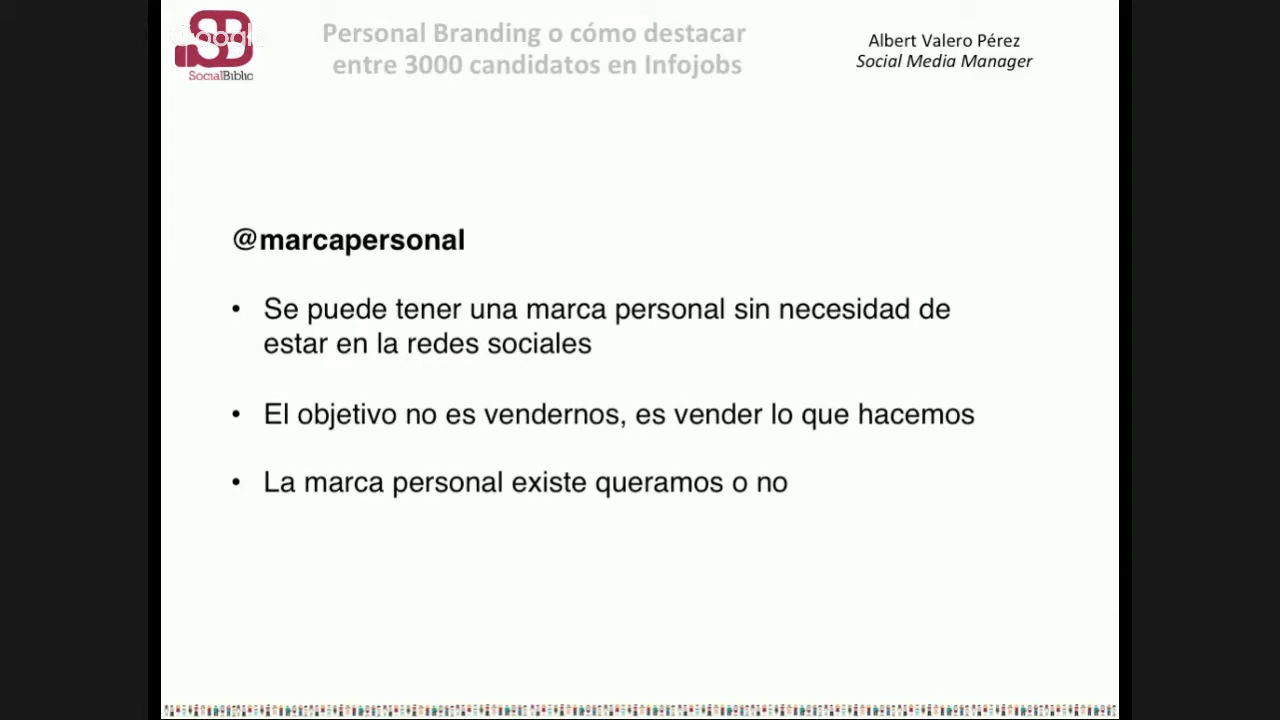 Google
SocialBiblio
Personal Branding o cómo destacar
entre 3000 candidatos en Infojobs
Albert Valero Pérez
Social Media Manager
@marcapersonal
• Se puede tener una marca personal sin necesidad de
estar en la redes sociales
• El objetivo no es vendernos, es vender lo que hacemos
• La marca personal existe queramos o no